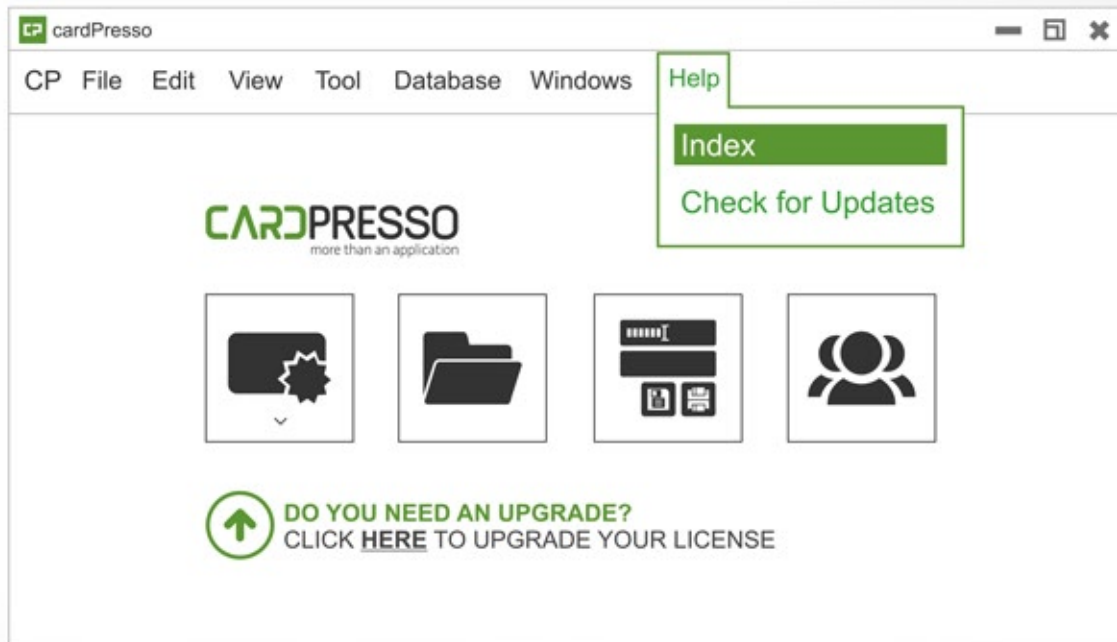 CP cardPresso
CP File Edit View Tool Database Windows Help
Index
Check for Updates
CARDPRESSO
more than an application
DO YOU NEED AN UPGRADE?
CLICK HERE TO UPGRADE YOUR LICENSE